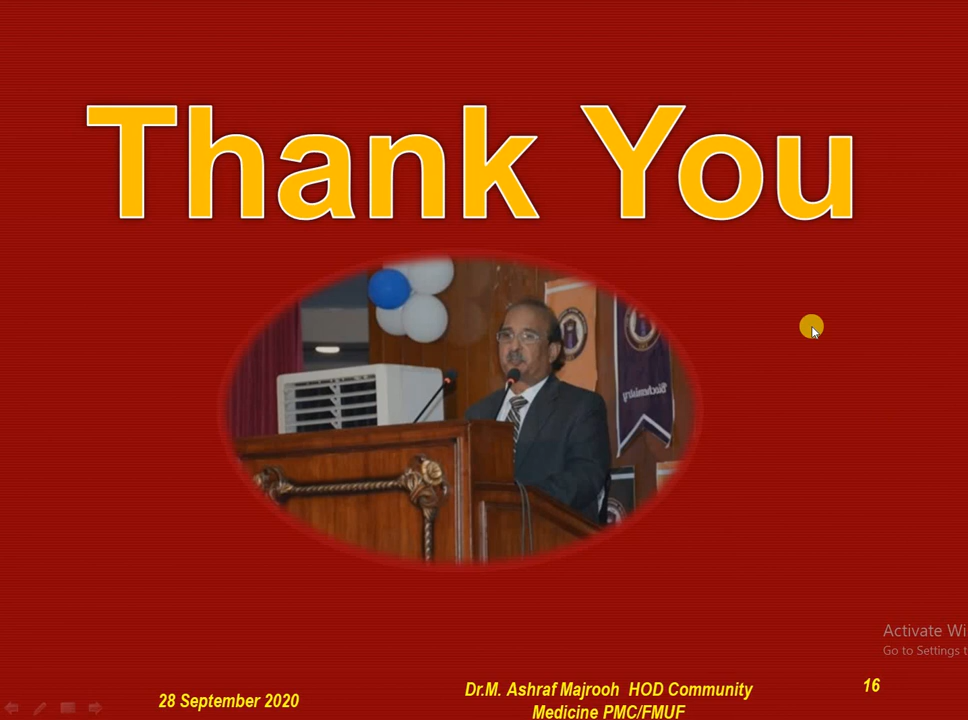 Thank You
Biochemistry
Activate Wi
Go to Settings t
28 September 2020
Dr.M. Ashraf Majrooh HOD Community
Medicine PMC/FMUF
16